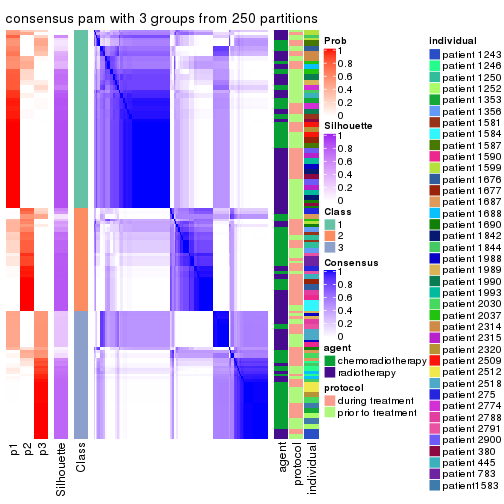 consensus pam with 3 groups from 250 partitions
Prob
1
0.8
0.6
0.4
0.2
0
Silhouette
1
0.8
0.6
0.4
0.2
0
Class
1
2
3
Consensus
1
0.8
0.6
0.4
0.2
0
agent
chemoradiotherapy
radiotherapy
protocol
during treatment
prior to treatment
individual
patient 1243
patient 1246
patient 1250
patient 1252
patient 1353
patient 1356
patient 1581
patient 1584
patient 1587
patient 1590
patient 1599
patient 1676
patient 1677
patient 1687
patient 1688
patient 1690
patient 1842
patient 1844
patient 1988
patient 1989
patient 1990
patient 1993
patient 2030
patient 2037
patient 2314
patient 2315
patient 2320
patient 2509
patient 2512
patient 2518
patient 275
patient 2774
patient 2788
patient 2791
patient 2900
patient 380
patient 445
patient 783
patient1583
p1
p2
p3
Silhouette
Class
agent
protocol
individual